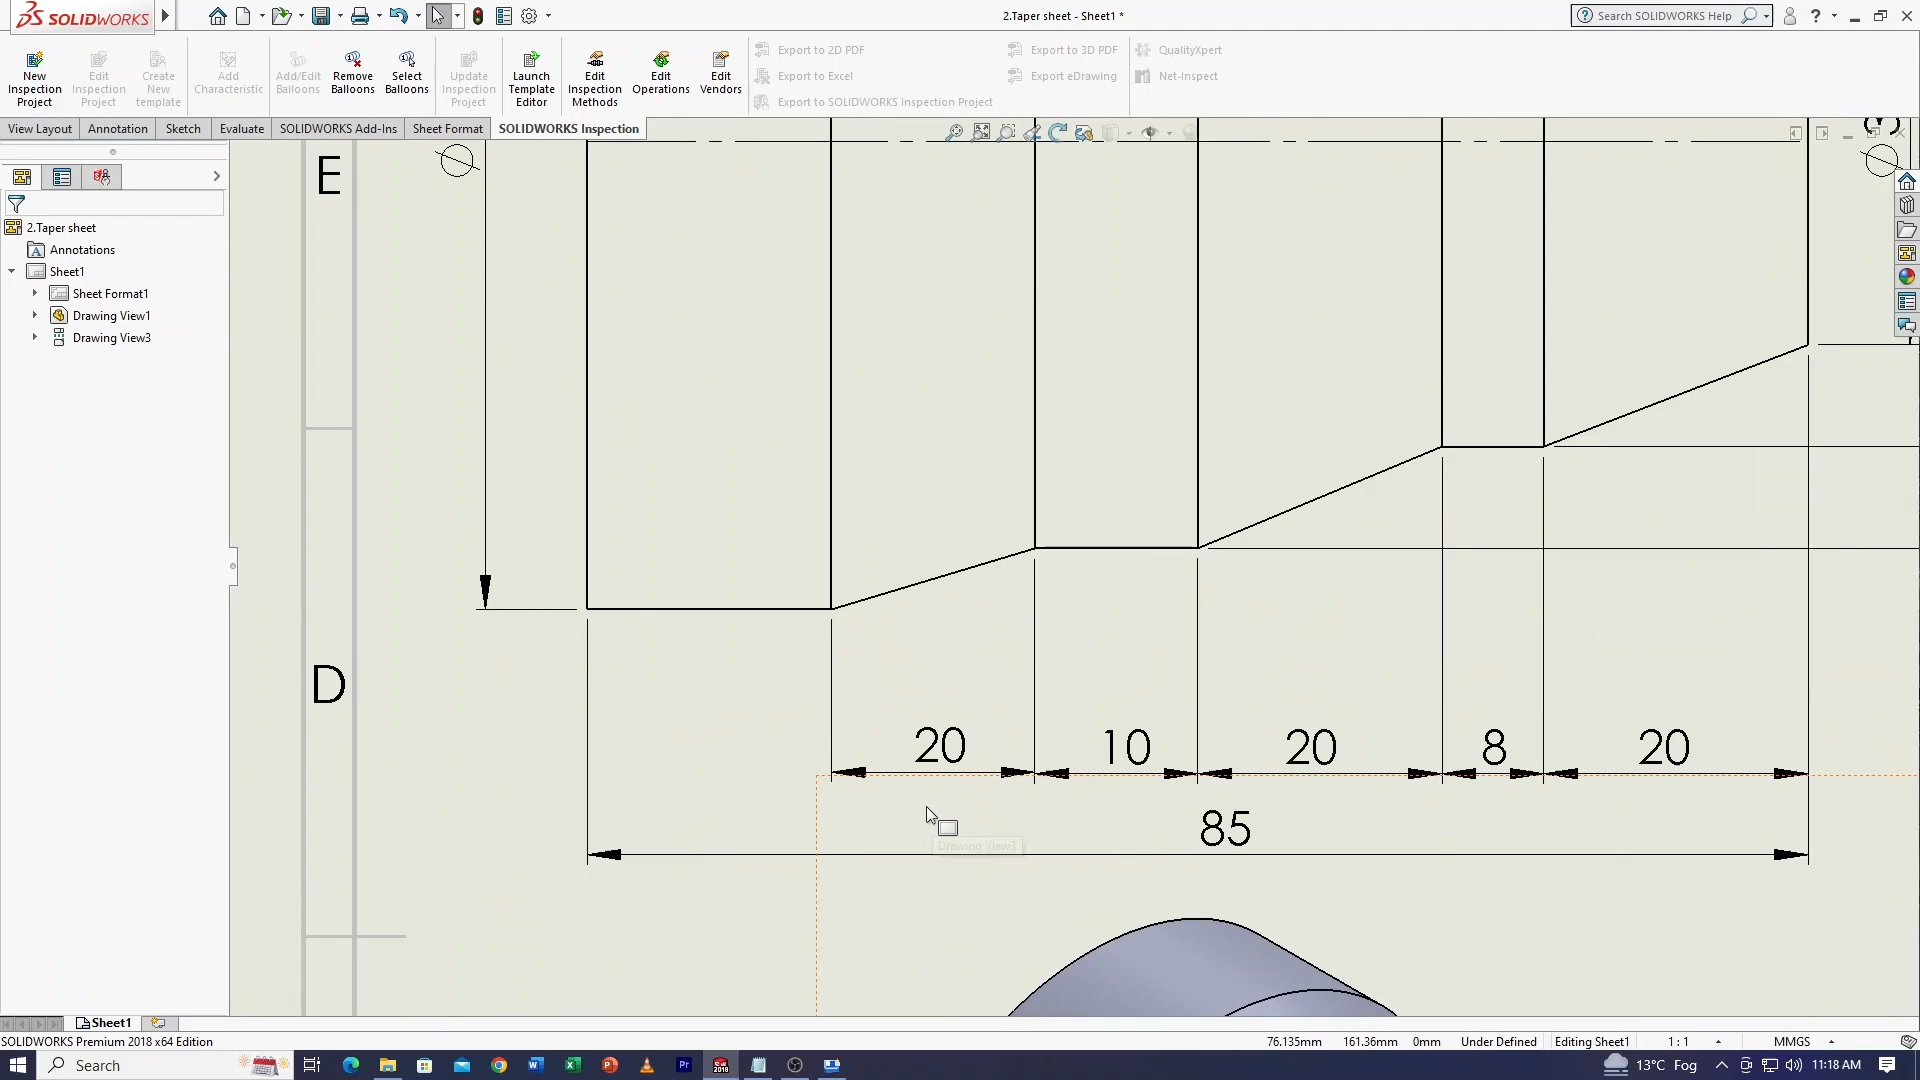 SOLIDWORKS
2.Taper sheet - Sheet1 *
Search SOLIDWORKS Help
New Inspection Project
Edit Inspection Project
Create New template
Add Characteristic
Add/Edit Balloons
Remove Balloons
Select Balloons
Update Inspection Project
Launch Template Editor
Edit Inspection Methods
Edit Operations
Edit Vendors
Export to 2D PDF
Export to Excel
Export to SOLIDWORKS Inspection Project
Export to 3D PDF
Export eDrawing
QualityXpert
Net-Inspect
View Layout
Annotation
Sketch
Evaluate
SOLIDWORKS Add-Ins
Sheet Format
SOLIDWORKS Inspection
2.Taper sheet
Annotations
Sheet1
Sheet Format1
Drawing View1
Drawing View3
E
D
20
10
20
8
20
85
Drawing View3
Sheet1
SOLIDWORKS Premium 2018 x64 Edition
76.135mm
161.36mm
0mm
Under Defined
Editing Sheet1
1 : 1
MMGS
Search
13°C Fog
11:18 AM